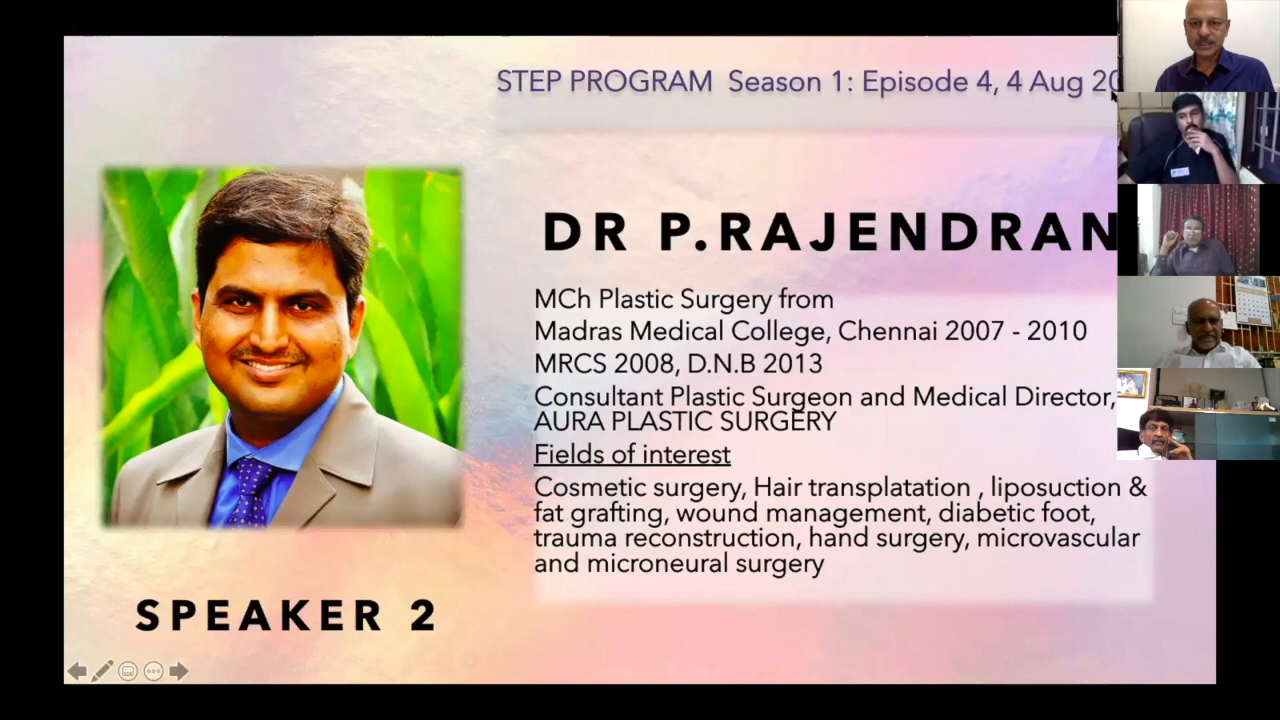 STEP PROGRAM Season 1: Episode 4, 4 Aug
DR P.RAJENDRAN
MCh Plastic Surgery from
Madras Medical College, Chennai 2007 - 2010
MRCS 2008, D.N.B 2013
Consultant Plastic Surgeon and Medical Director,
AURA PLASTIC SURGERY
Fields of interest
Cosmetic surgery, Hair transplatation , liposuction &
fat grafting, wound management, diabetic foot,
trauma reconstruction, hand surgery, microvascular
and microneural surgery
SPEAKER 2